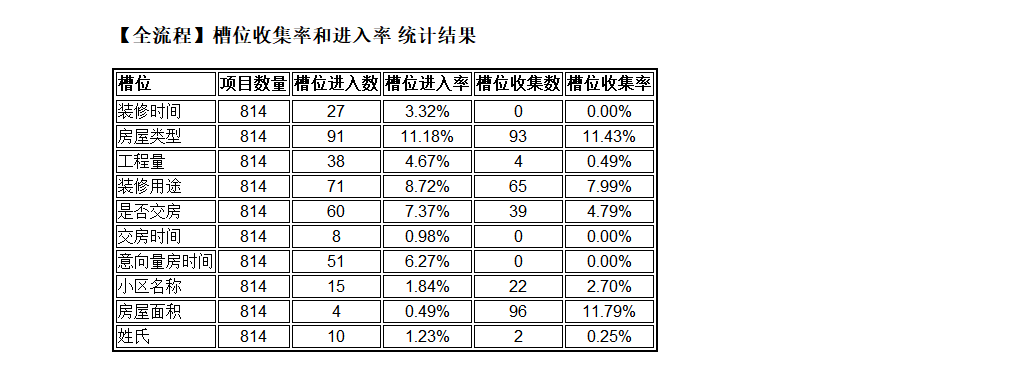 【全流程】槽位收集率和进入率 统计结果
槽位 项目数量 槽位进入数 槽位进入率 槽位收集数 槽位收集率
装修时间 814 27 3.32% 0 0.00%
房屋类型 814 91 11.18% 93 11.43%
工程量 814 38 4.67% 4 0.49%
装修用途 814 71 8.72% 65 7.99%
是否交房 814 60 7.37% 39 4.79%
交房时间 814 8 0.98% 0 0.00%
意向量房时间 814 51 6.27% 0 0.00%
小区名称 814 15 1.84% 22 2.70%
房屋面积 814 4 0.49% 96 11.79%
姓氏 814 10 1.23% 2 0.25%